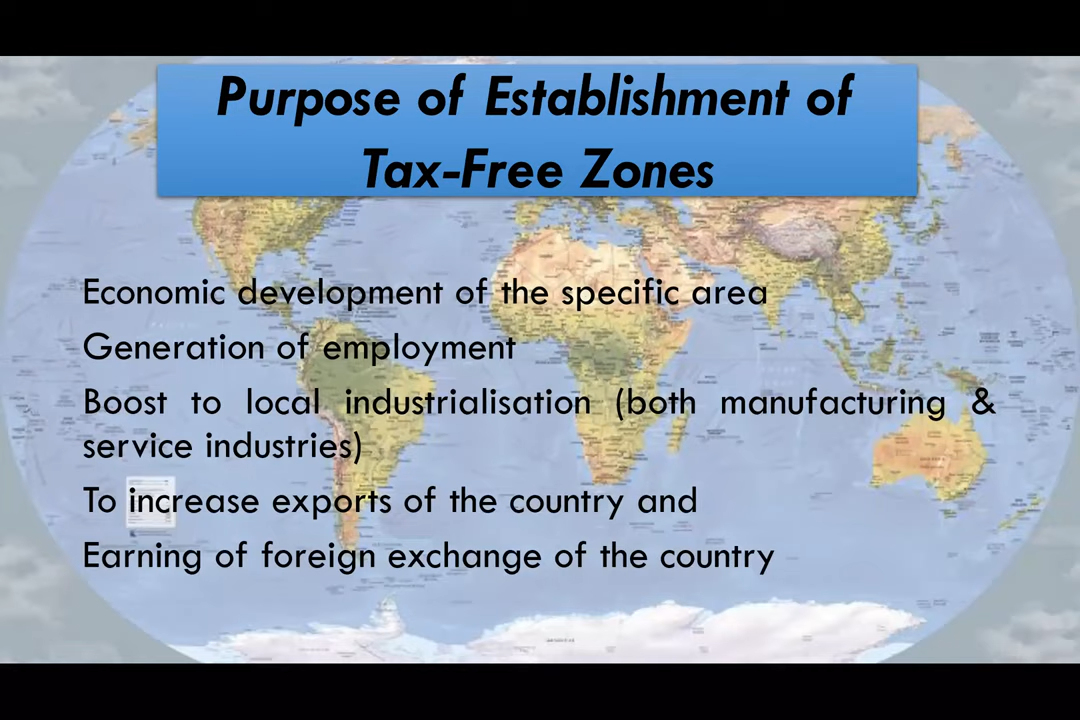 Purpose of Establishment of
Tax-Free Zones
Economic development of the specific area
Generation of employment
Boost to local industrialisation (both manufacturing &
service industries)
To increase exports of the country and
Earning of foreign exchange of the country